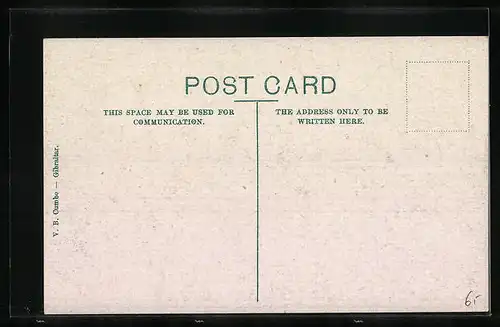 POST CARD
THIS SPACE MAY BE USED FOR
COMMUNICATION.
THE ADDRESS ONLY TO BE
WRITTEN HERE.
V. B. Cumbo — Gibraltar.
6-